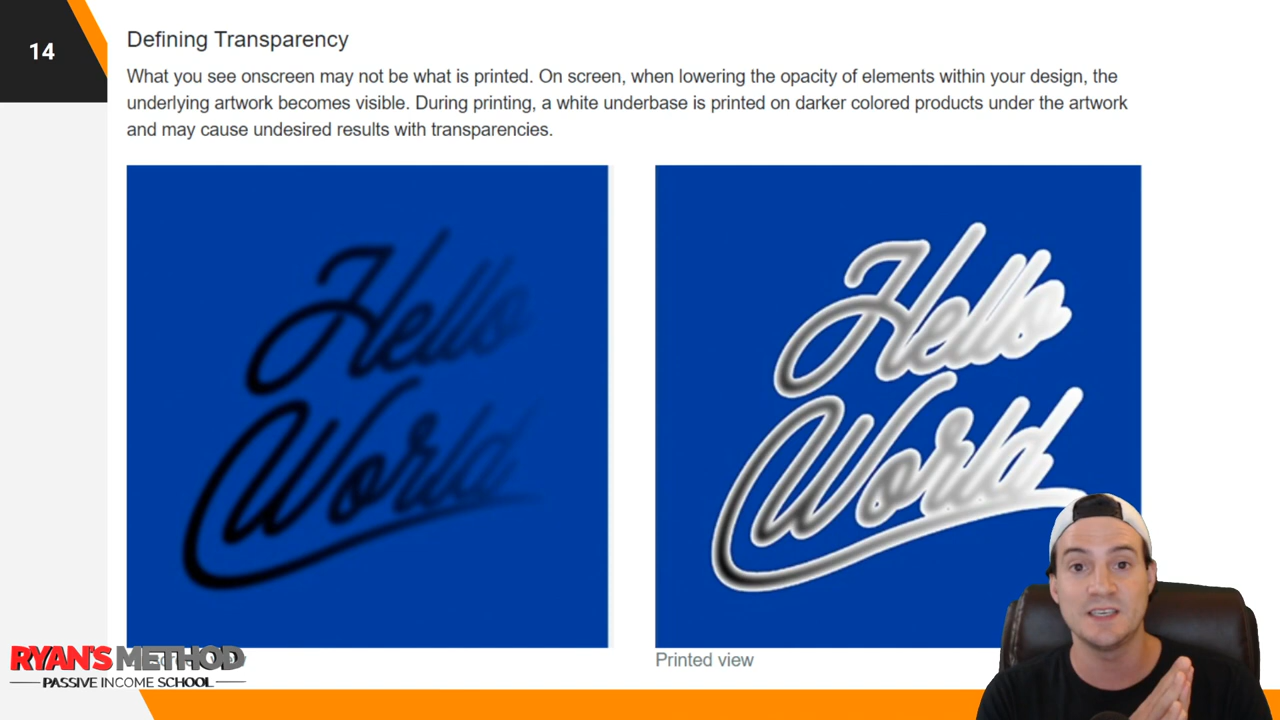 14
Defining Transparency
What you see onscreen may not be what is printed. On screen, when lowering the opacity of elements within your design, the
underlying artwork becomes visible. During printing, a white underbase is printed on darker colored products under the artwork
and may cause undesired results with transparencies.
Hello
World
Hello
World
Printed view
RYAN'S METHOD
PASSIVE INCOME SCHOOL